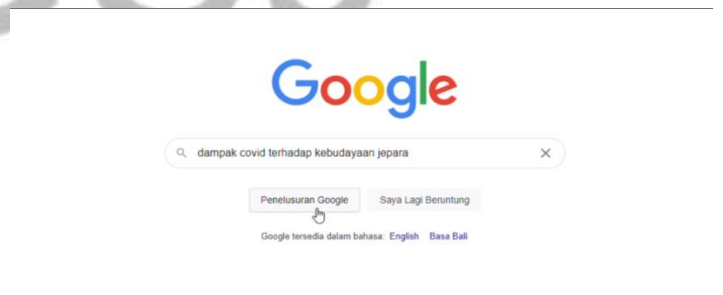 Google
dampak covid terhadap kebudayaan jepara
Penelusuran Google Saya Lagi Beruntung
Google tersedia dalam bahasa: English Basa Bali